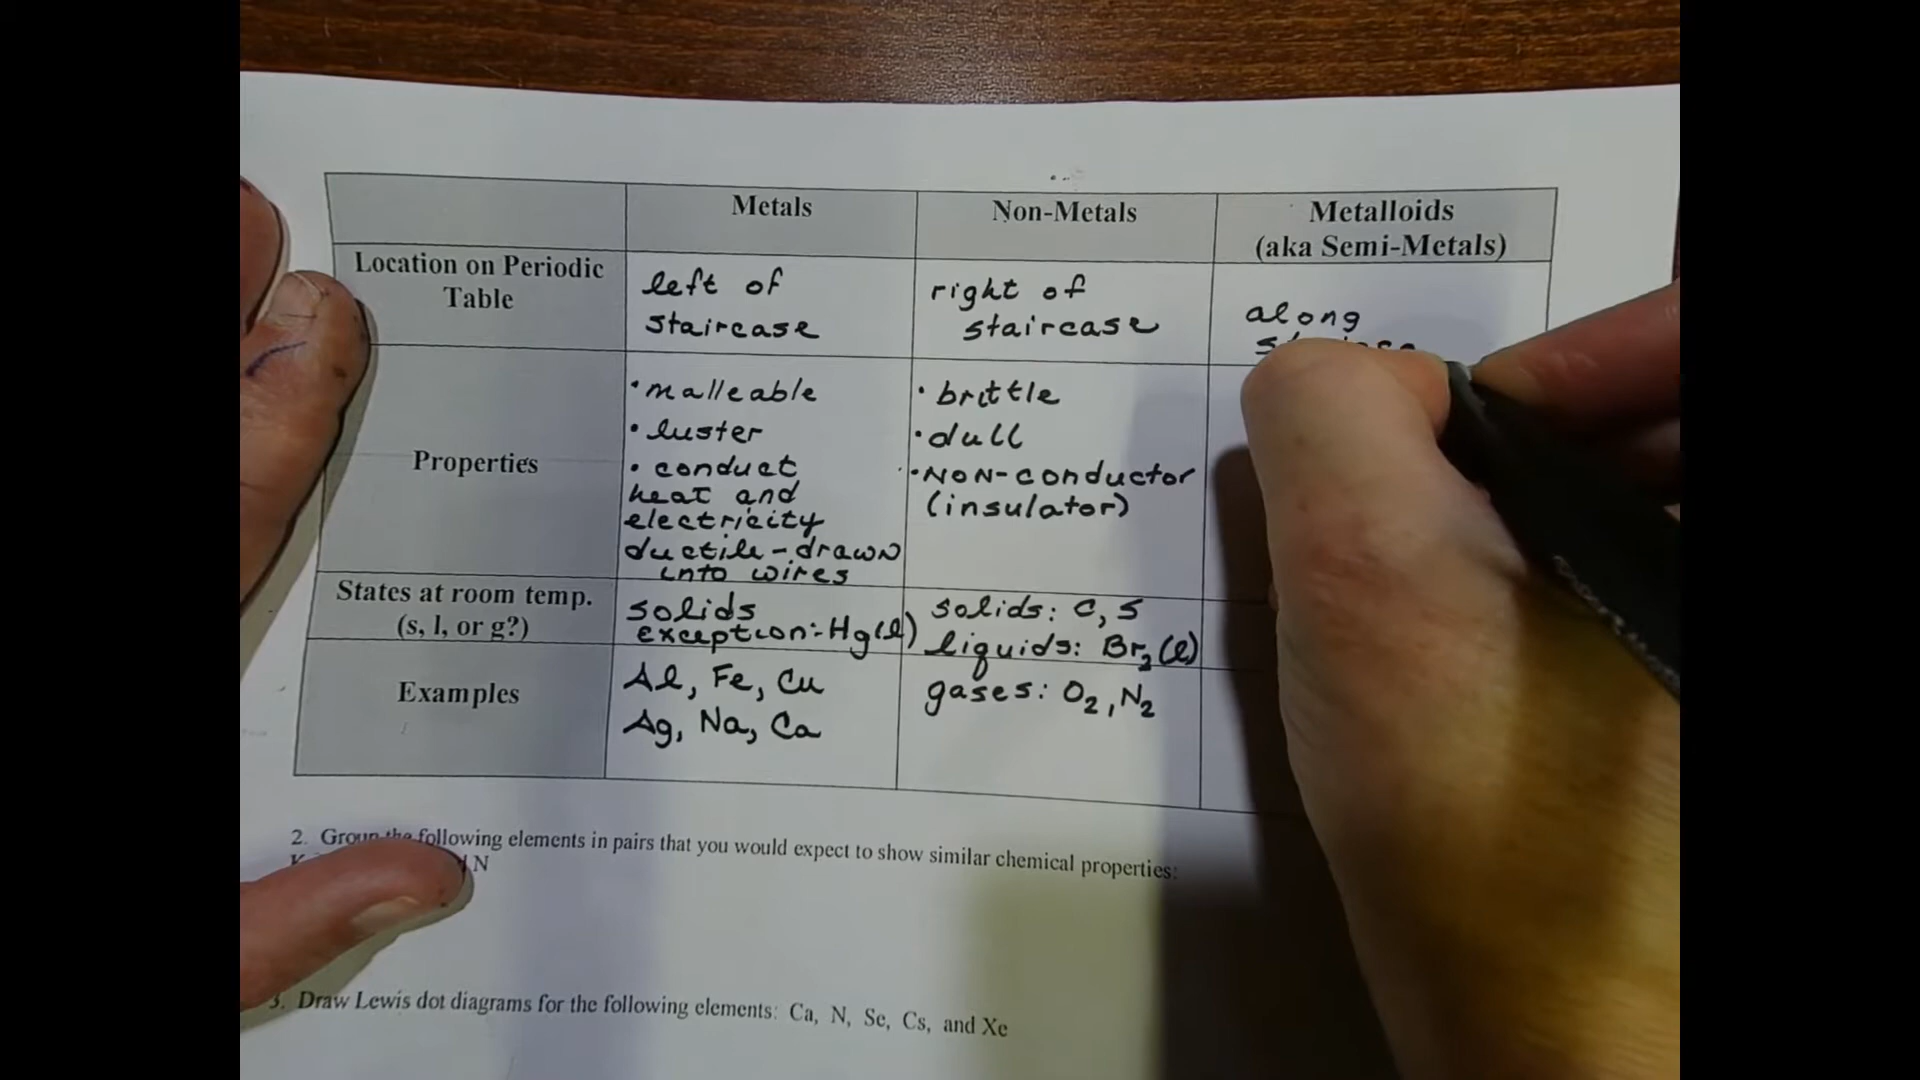 Metals
Non-Metals
Metalloids
(aka Semi-Metals)
Location on Periodic
Table
left of
staircase
right of
staircase
along
Properties
• malleable
• luster
• conduct
heat and
electricity
ductile - drawn
into wires
• brittle
• dull
• NON-conductor
(insulator)
States at room temp.
(s, l, or g?)
solids
exception:- Hg(l)
solids: C, S
liquids: Br2(l)
Examples
Al, Fe, Cu
Ag, Na, Ca
gases: O2, N2
2. Group the following elements in pairs that you would expect to show similar chemical properties:
N
3. Draw Lewis dot diagrams for the following elements: Ca, N, Se, Cs, and Xe